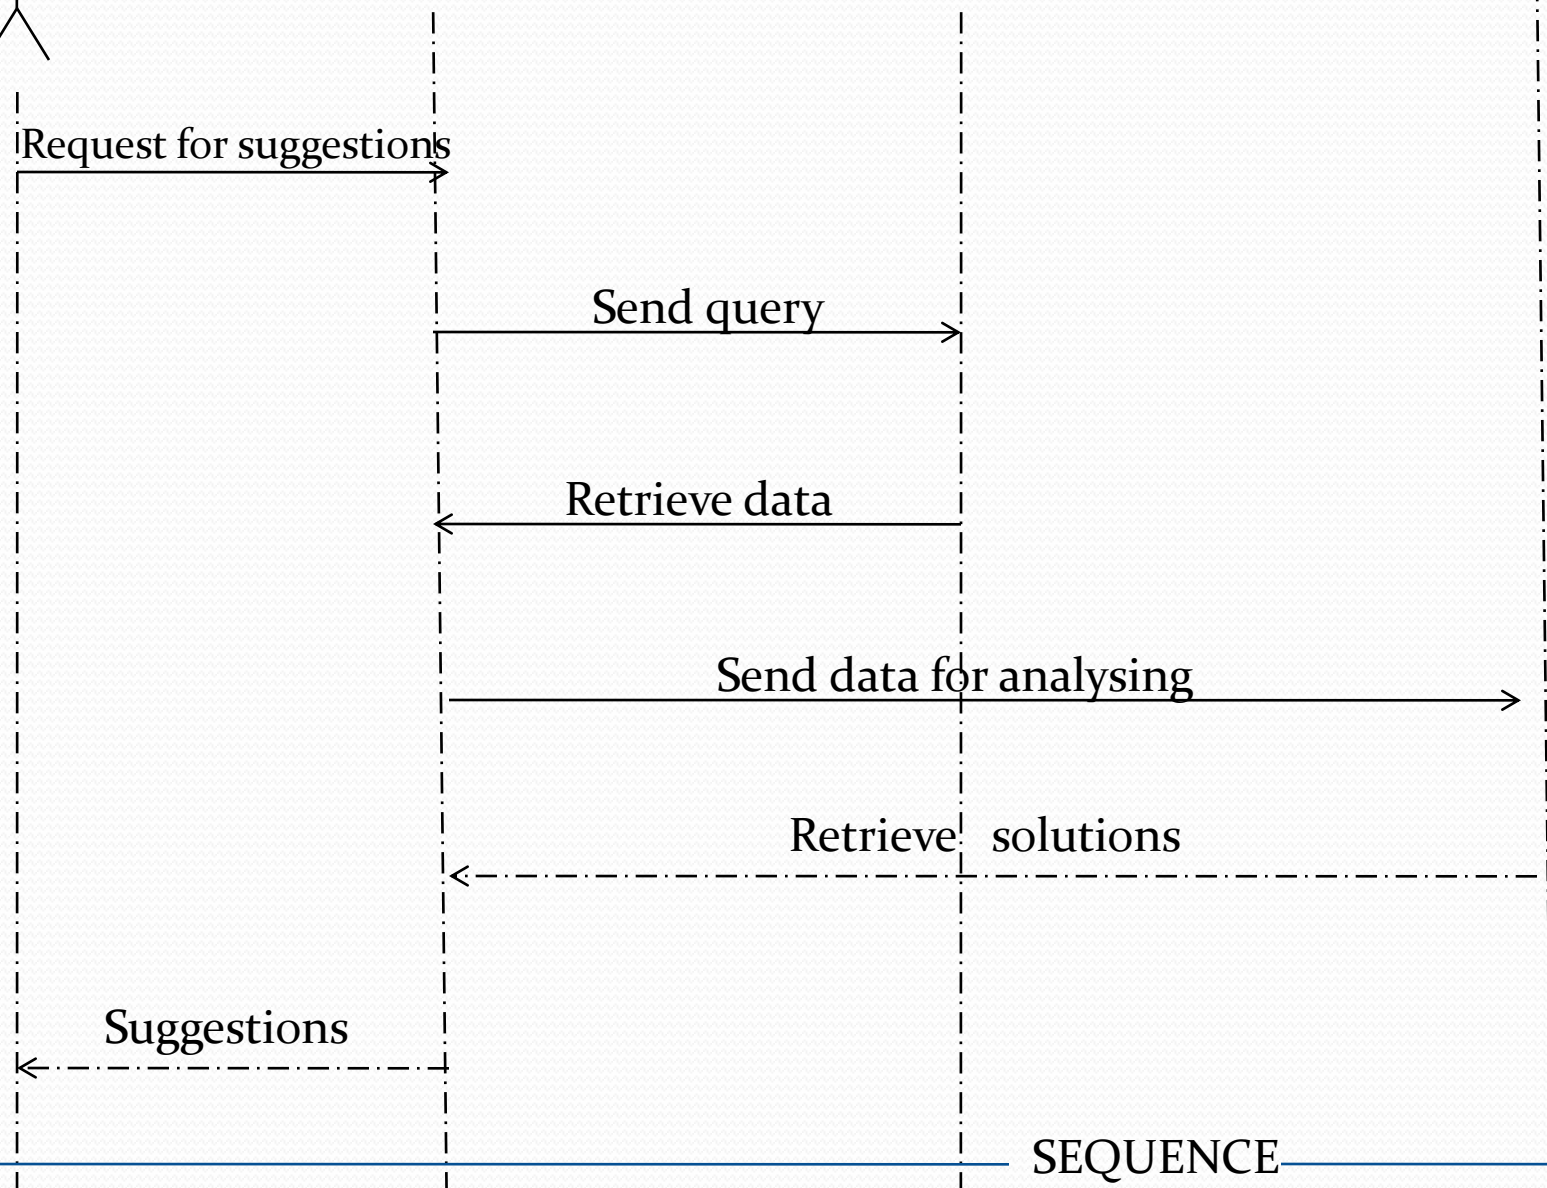 Request for suggestions
Send query
Retrieve data
Send data for analysing
Retrieve solutions
Suggestions
SEQUENCE